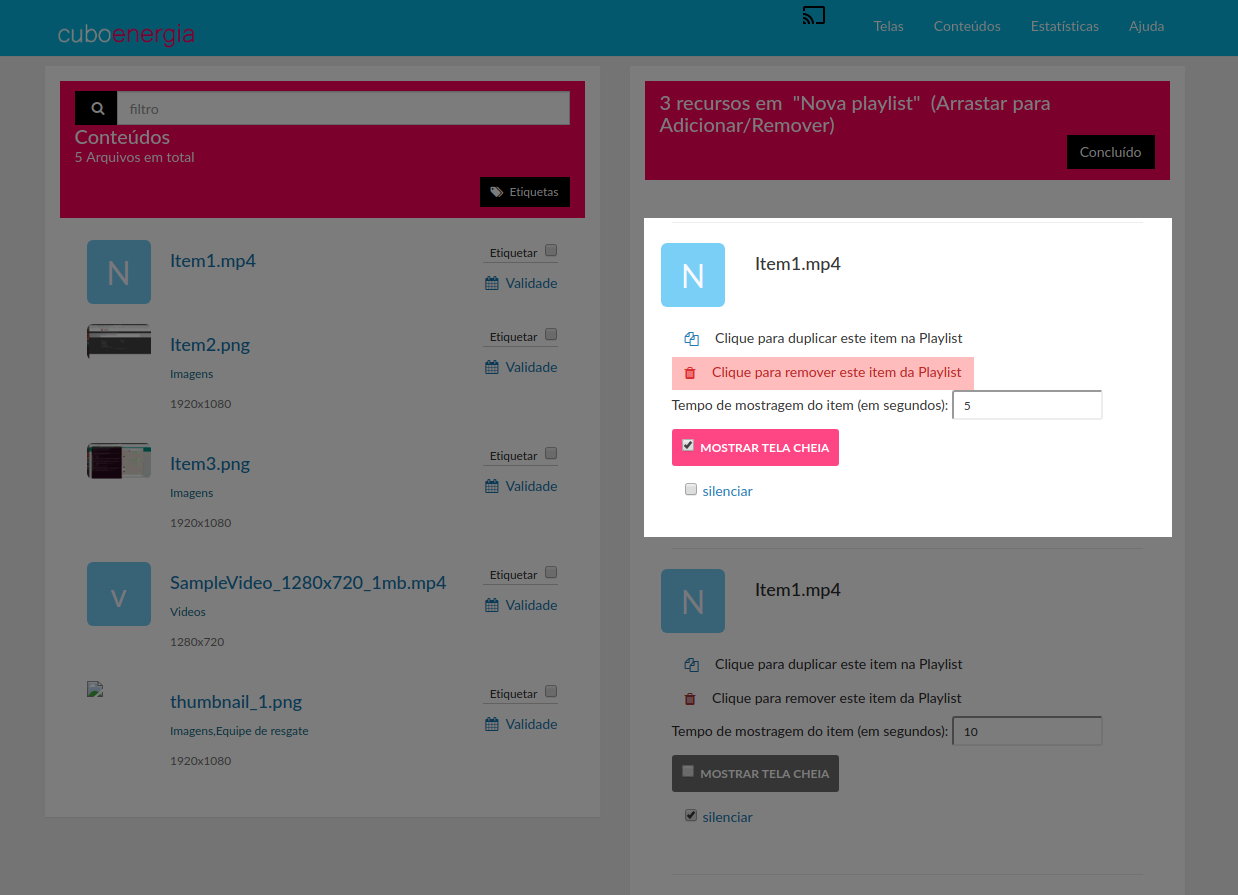 cuboenergia
Telas
Conteúdos
Estatísticas
Ajuda
filtro
Conteúdos
5 Arquivos em total
Etiquetas
N
Item1.mp4
Etiquetar
Validade
Item2.png
Imagens
1920x1080
Etiquetar
Validade
Item3.png
Imagens
1920x1080
Etiquetar
Validade
V
SampleVideo_1280x720_1mb.mp4
Videos
1280x720
Etiquetar
Validade
thumbnail_1.png
Imagens,Equipe de resgate
1920x1080
Etiquetar
Validade
3 recursos em "Nova playlist" (Arrastar para
Adicionar/Remover)
Concluído
N
Item1.mp4
Clique para duplicar este item na Playlist
Clique para remover este item da Playlist
Tempo de mostragem do item (em segundos): 5
MOSTRAR TELA CHEIA
silenciar
N
Item1.mp4
Clique para duplicar este item na Playlist
Clique para remover este item da Playlist
Tempo de mostragem do item (em segundos): 10
MOSTRAR TELA CHEIA
silenciar